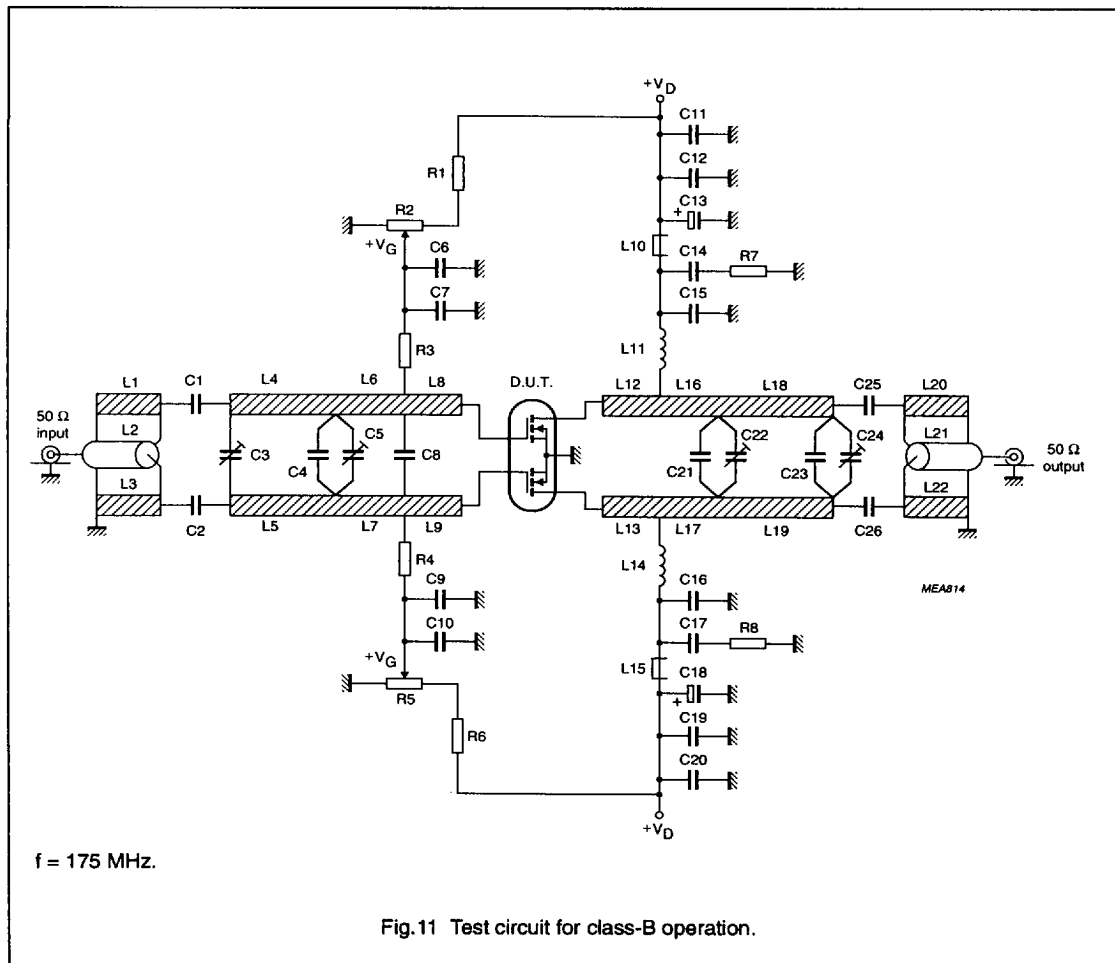 +VD
C11
C12
R1
C13
+
R2
L10
C14
R7
+VG
C6
C7
C15
L11
R3
D.U.T.
L1
C1
L4
L6
L8
L12
L16
L18
C25
L20
50 Ω
input
L2
C3
C4
C5
C8
C21
C22
C23
C24
L21
50 Ω
output
L3
C2
L5
L7
L9
L13
L17
L19
C26
L22
R4
L14
C9
C16
MEA814
C10
C17
R8
+VG
L15
C18
+
R5
R6
C19
C20
+VD
f = 175 MHz.
Fig.11 Test circuit for class-B operation.